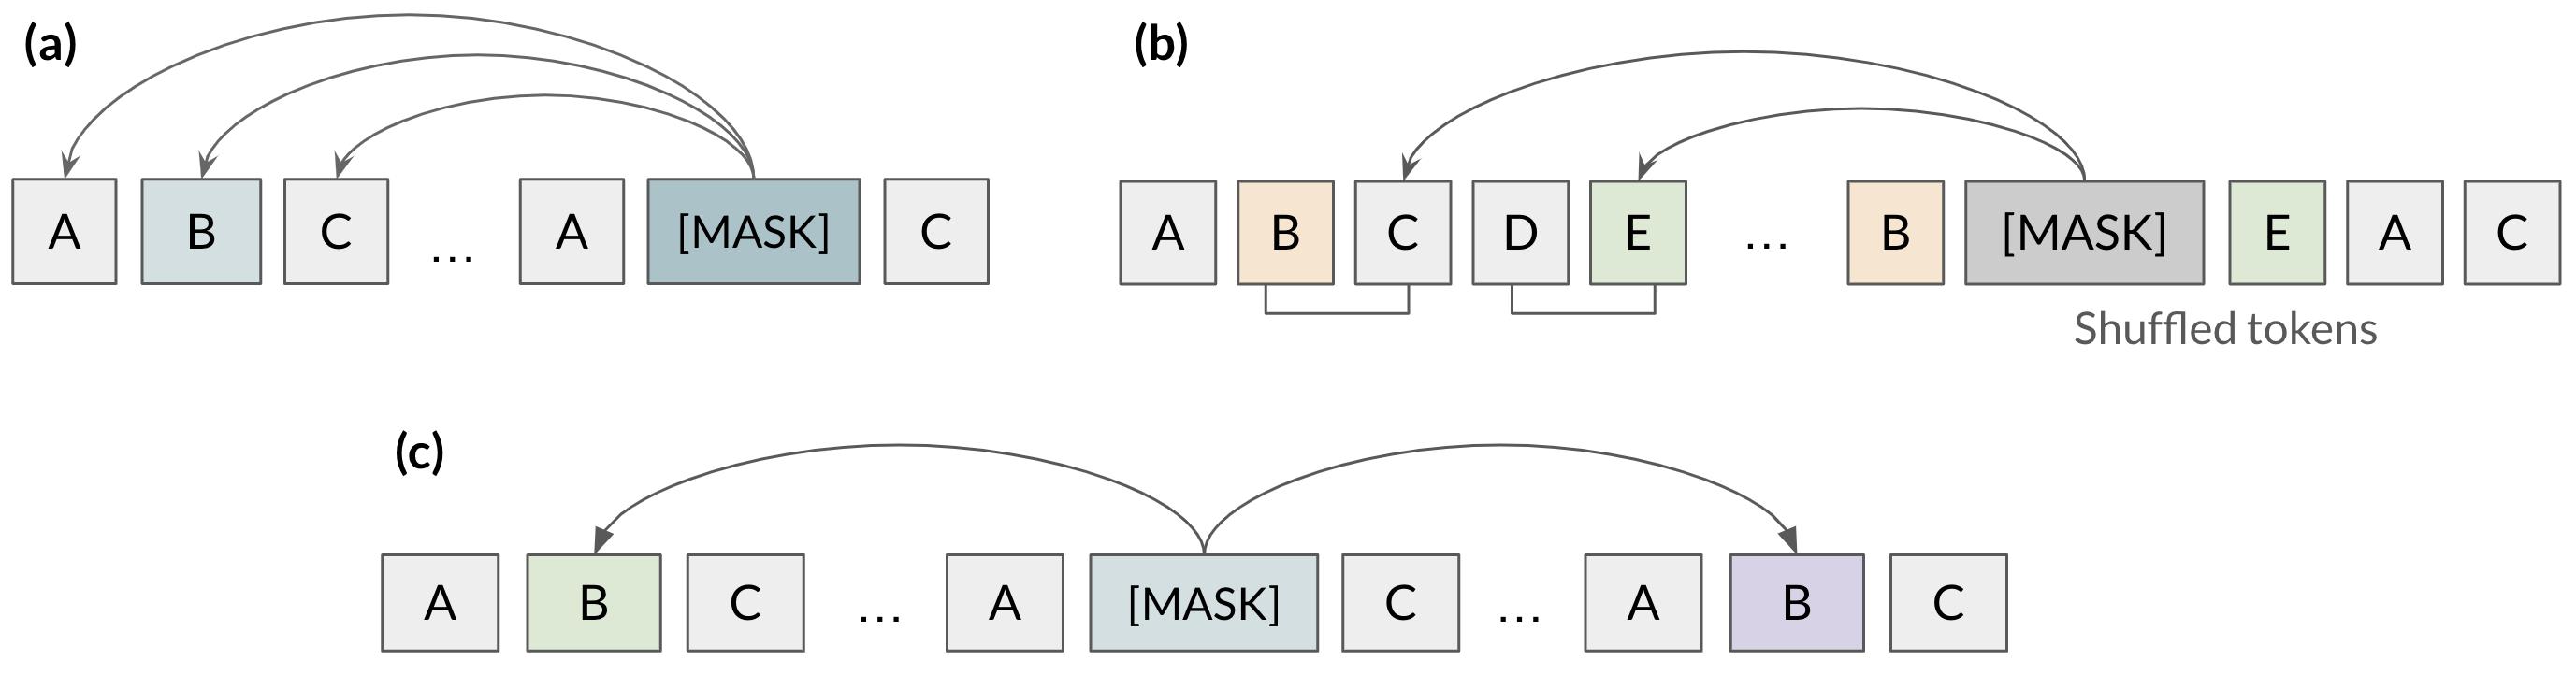 (a)
A B C ... A [MASK] C
(b)
A B C D E ... B [MASK] E A C
Shuffled tokens
(c)
A B C ... A [MASK] C ... A B C